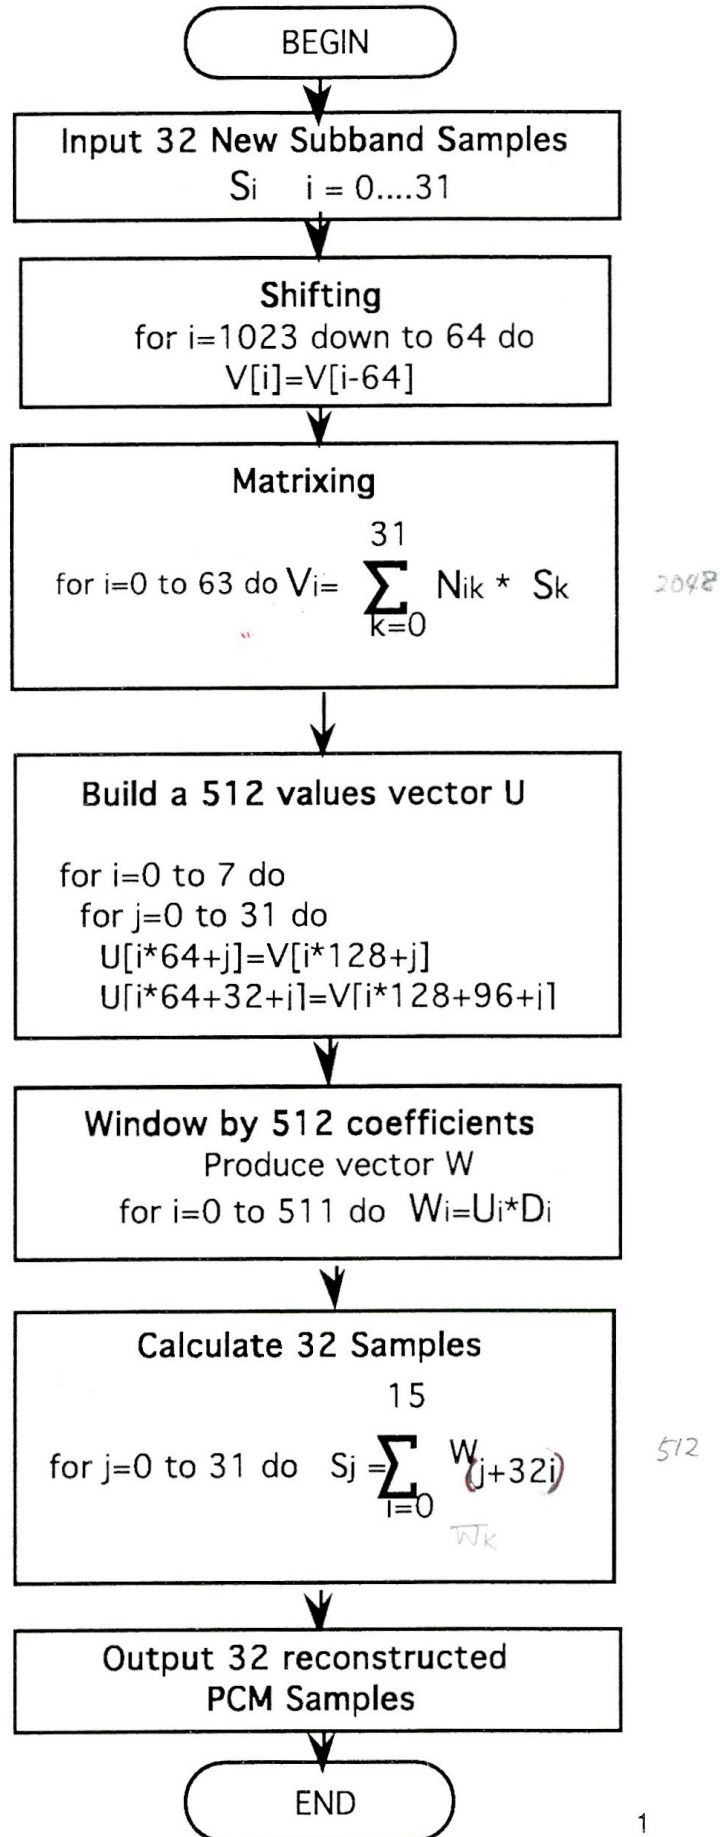 BEGIN
Input 32 New Subband Samples
Si i = 0....31
Shifting
for i=1023 down to 64 do
V[i]=V[i-64]
Matrixing
31
for i=0 to 63 do Vi= Σ Nik * Sk
k=0
2048
Build a 512 values vector U
for i=0 to 7 do
for j=0 to 31 do
U[i*64+j]=V[i*128+j]
U[i*64+32+j]=V[i*128+96+j]
Window by 512 coefficients
Produce vector W
for i=0 to 511 do Wi=Ui*Di
Calculate 32 Samples
15
for j=0 to 31 do Sj =Σ W(j+32i)
i=0
WK
512
Output 32 reconstructed
PCM Samples
END
1